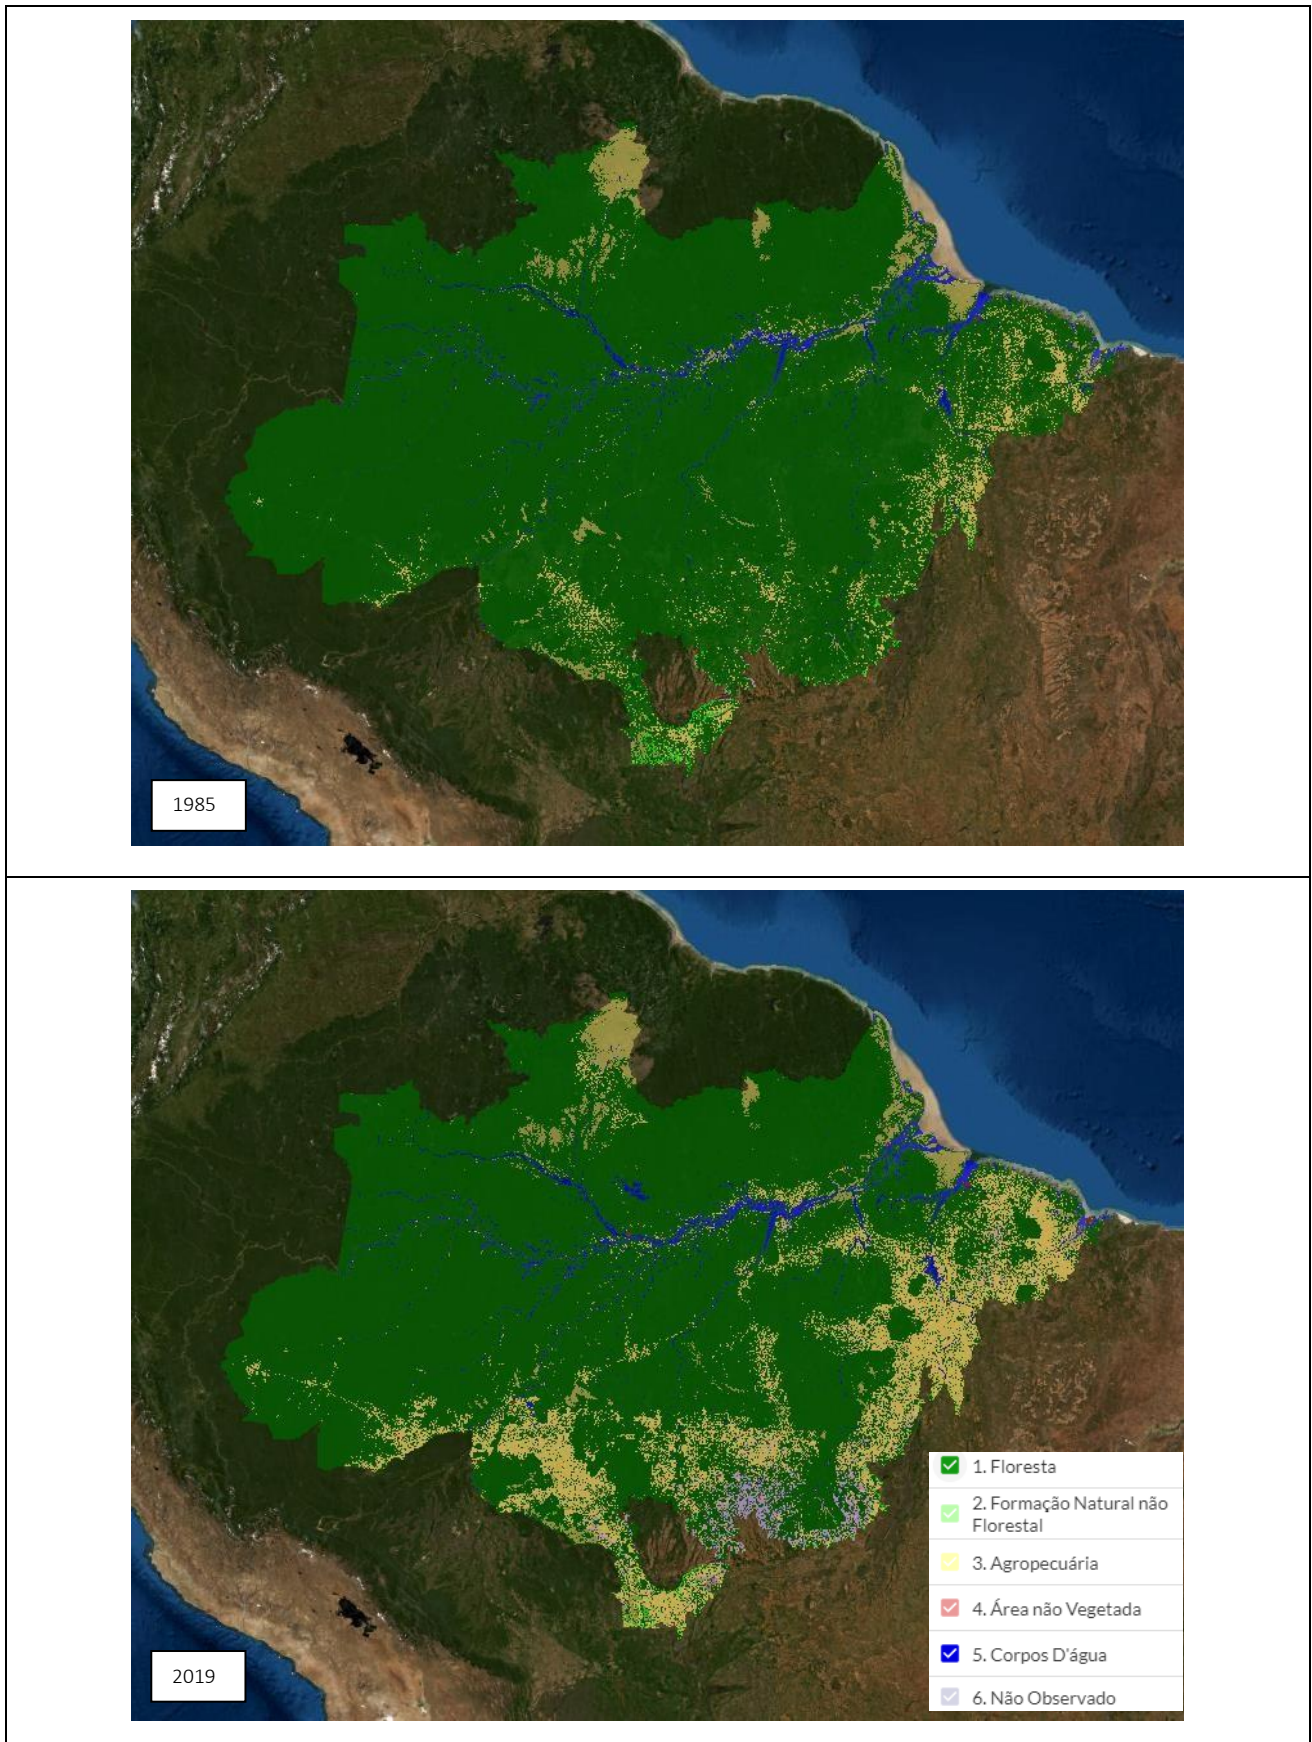 1985
1. Floresta
2. Formação Natural não
Florestal
3. Agropecuária
4. Área não Vegetada
5. Corpos D'água
6. Não Observado
2019